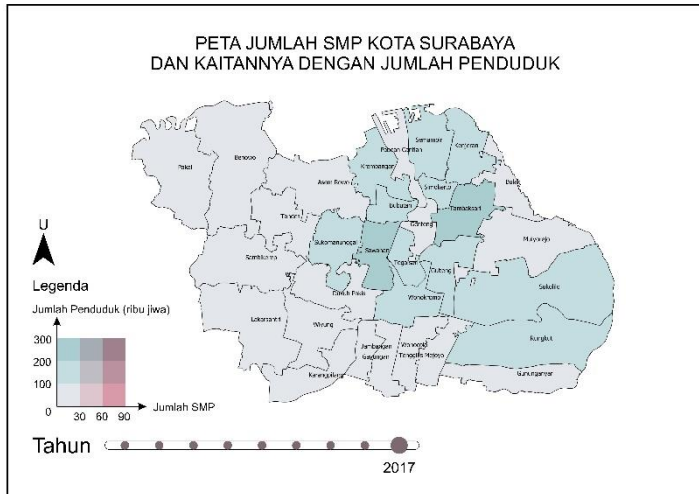 PETA JUMLAH SMP KOTA SURABAYA
DAN KAITANNYA DENGAN JUMLAH PENDUDUK
Semampir
Kenjeran
Pabean Cantian
Pakal
Benowo
Krembangan
Asem Rowo
Simokerto
Bulak
Bubutan
Tambaksari
Tandes
Genteng
Mulyorejo
U
Sukomanunggal
Sawahan
Sambikerep
Tegalsari
Gubeng
Sukolilo
Legenda
Dukuh Pakis
Wonokromo
Jumlah Penduduk (ribu jiwa)
Lakarsantri
Wiyung
Rungkut
300
Jambangan
Wonocolo
200
Gayungan
Tenggilis Mejoyo
100
Karangpilang
Gununganyar
0
30 60 90
Jumlah SMP
Tahun
2017